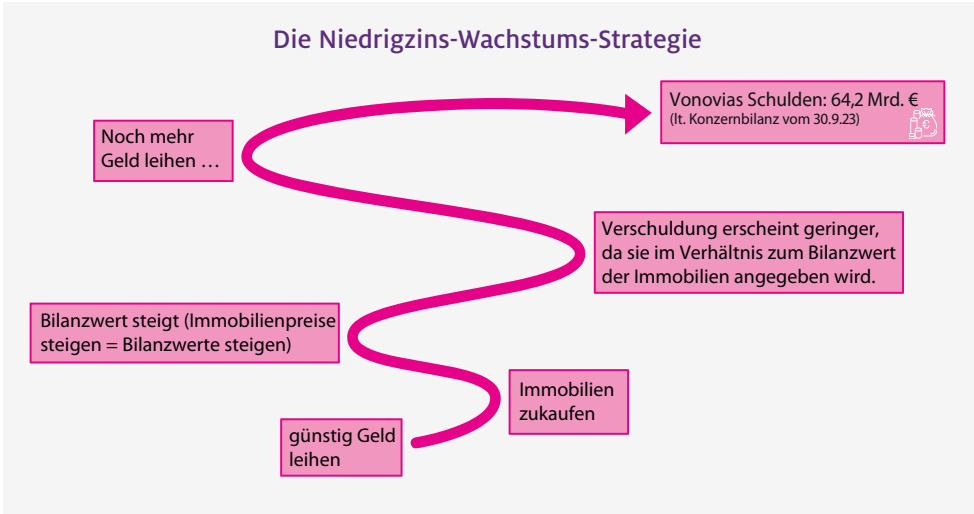 Die Niedrigzins-Wachstums-Strategie
Vonovias Schulden: 64,2 Mrd. €
(lt. Konzernbilanz vom 30.9.23)
€
Noch mehr
Geld leihen …
Verschuldung erscheint geringer,
da sie im Verhältnis zum Bilanzwert
der Immobilien angegeben wird.
Bilanzwert steigt (Immobilienpreise
steigen = Bilanzwerte steigen)
Immobilien
zukaufen
günstig Geld
leihen